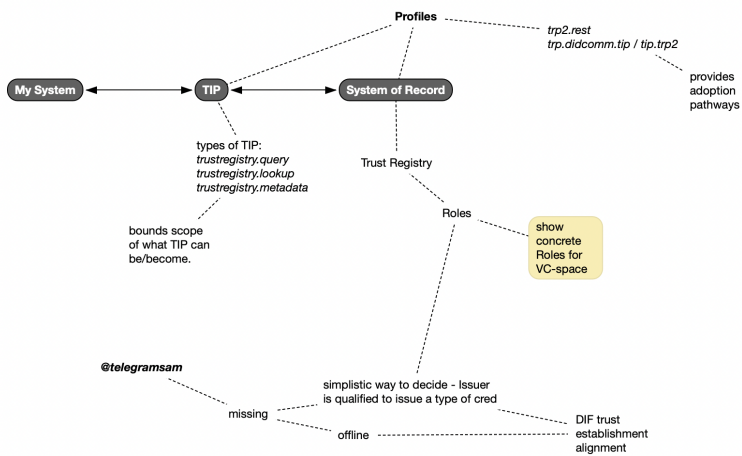 Profiles
trp2.rest
trp.didcomm.tip / tip.trp2
provides
adoption
pathways
My System
TIP
System of Record
types of TIP:
trustregistry.query
trustregistry.lookup
trustregistry.metadata
Trust Registry
bounds scope
of what TIP can
be/become.
Roles
show
concrete
Roles for
VC-space
@telegramsam
simplistic way to decide - Issuer
is qualified to issue a type of cred
missing
offline
DIF trust
establishment
alignment